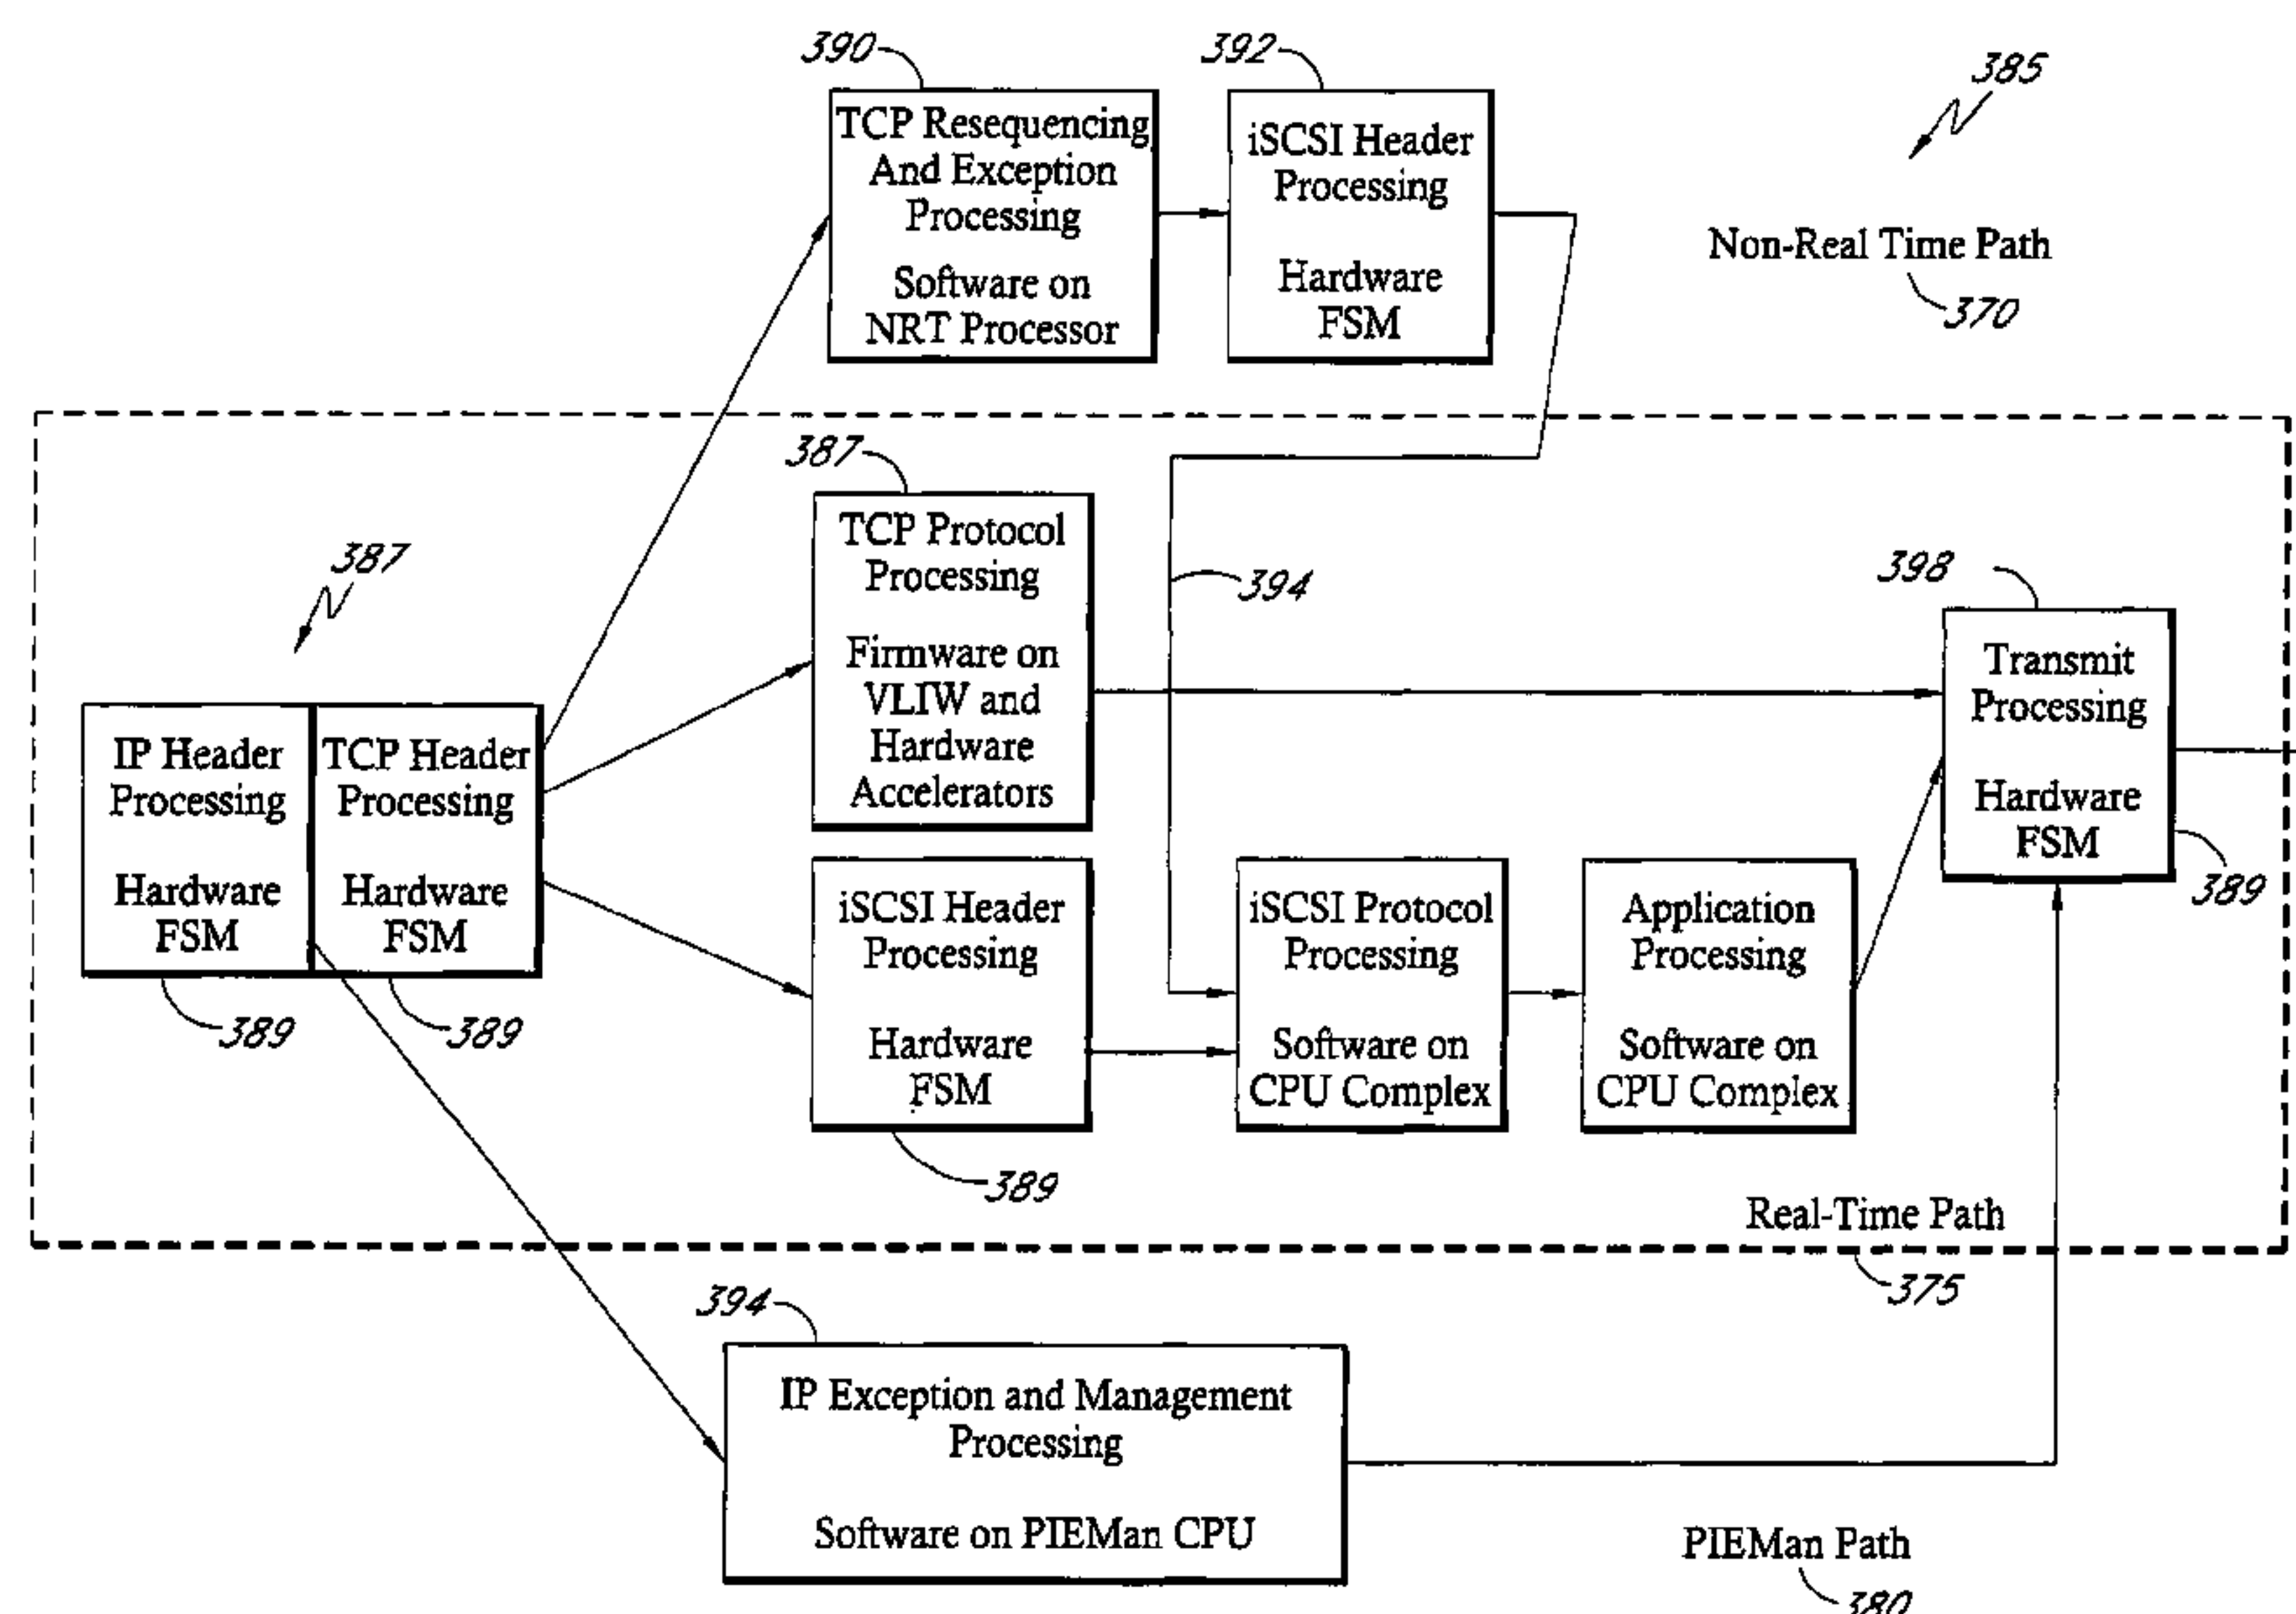 390
392
385
TCP Resequencing
And Exception
Processing
Software on
NRT Processor
iSCSI Header
Processing
Hardware
FSM
Non-Real Time Path
370
387
TCP Protocol
Processing
Firmware on
VLIW and
Hardware
Accelerators
394
387
398
Transmit
Processing
Hardware
FSM
389
IP Header
Processing
Hardware
FSM
389
TCP Header
Processing
Hardware
FSM
389
iSCSI Header
Processing
Hardware
FSM
389
iSCSI Protocol
Processing
Software on
CPU Complex
Application
Processing
Software on
CPU Complex
Real-Time Path
375
394
IP Exception and Management
Processing
Software on PIEMan CPU
PIEMan Path
380